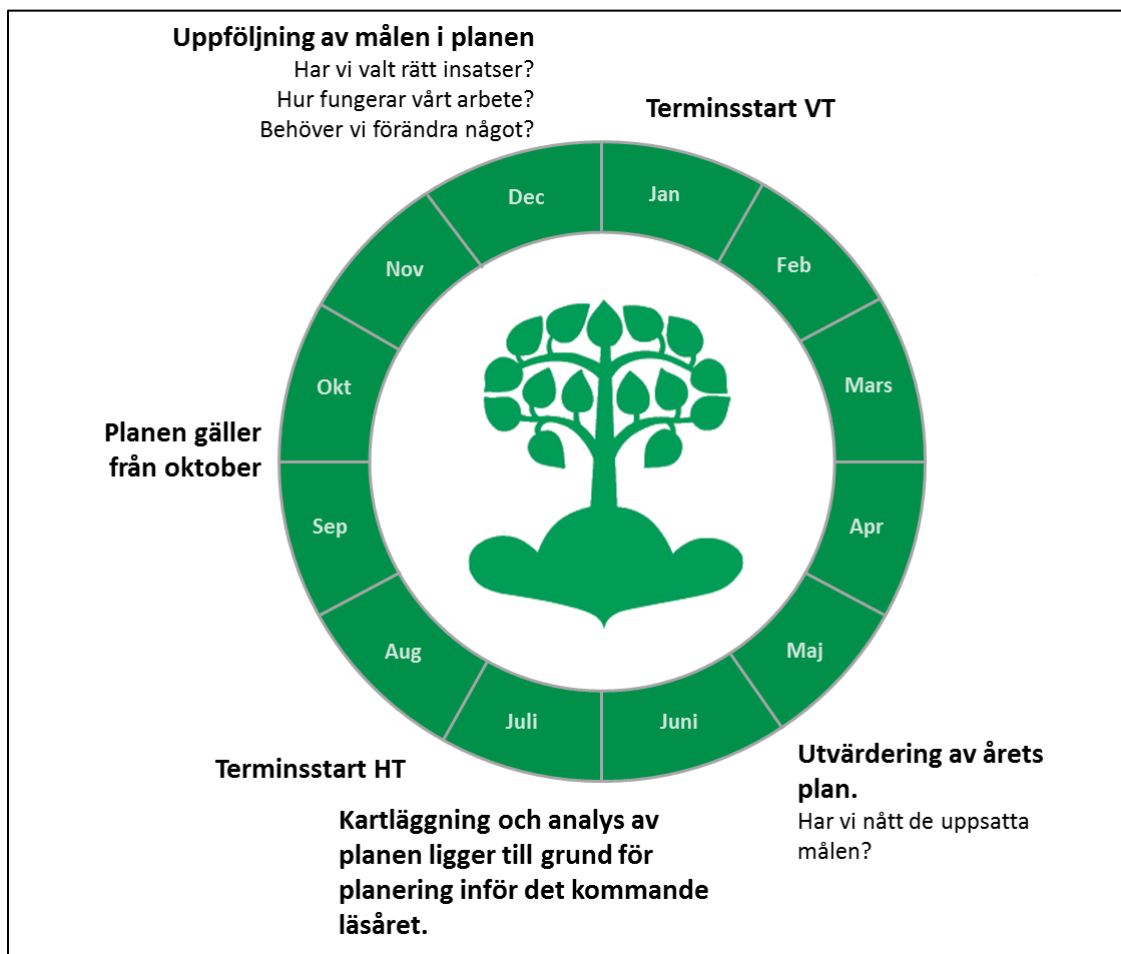 Uppföljning av målen i planen
Har vi valt rätt insatser?
Hur fungerar vårt arbete?
Behöver vi förändra något?
Terminsstart VT
Dec
Jan
Nov
Feb
Okt
Mars
Planen gäller
från oktober
Sep
Apr
Aug
Maj
Juli
Juni
Terminsstart HT
Utvärdering av årets
plan.
Har vi nått de uppsatta
målen?
Kartläggning och analys av
planen ligger till grund för
planering inför det kommande
läsåret.